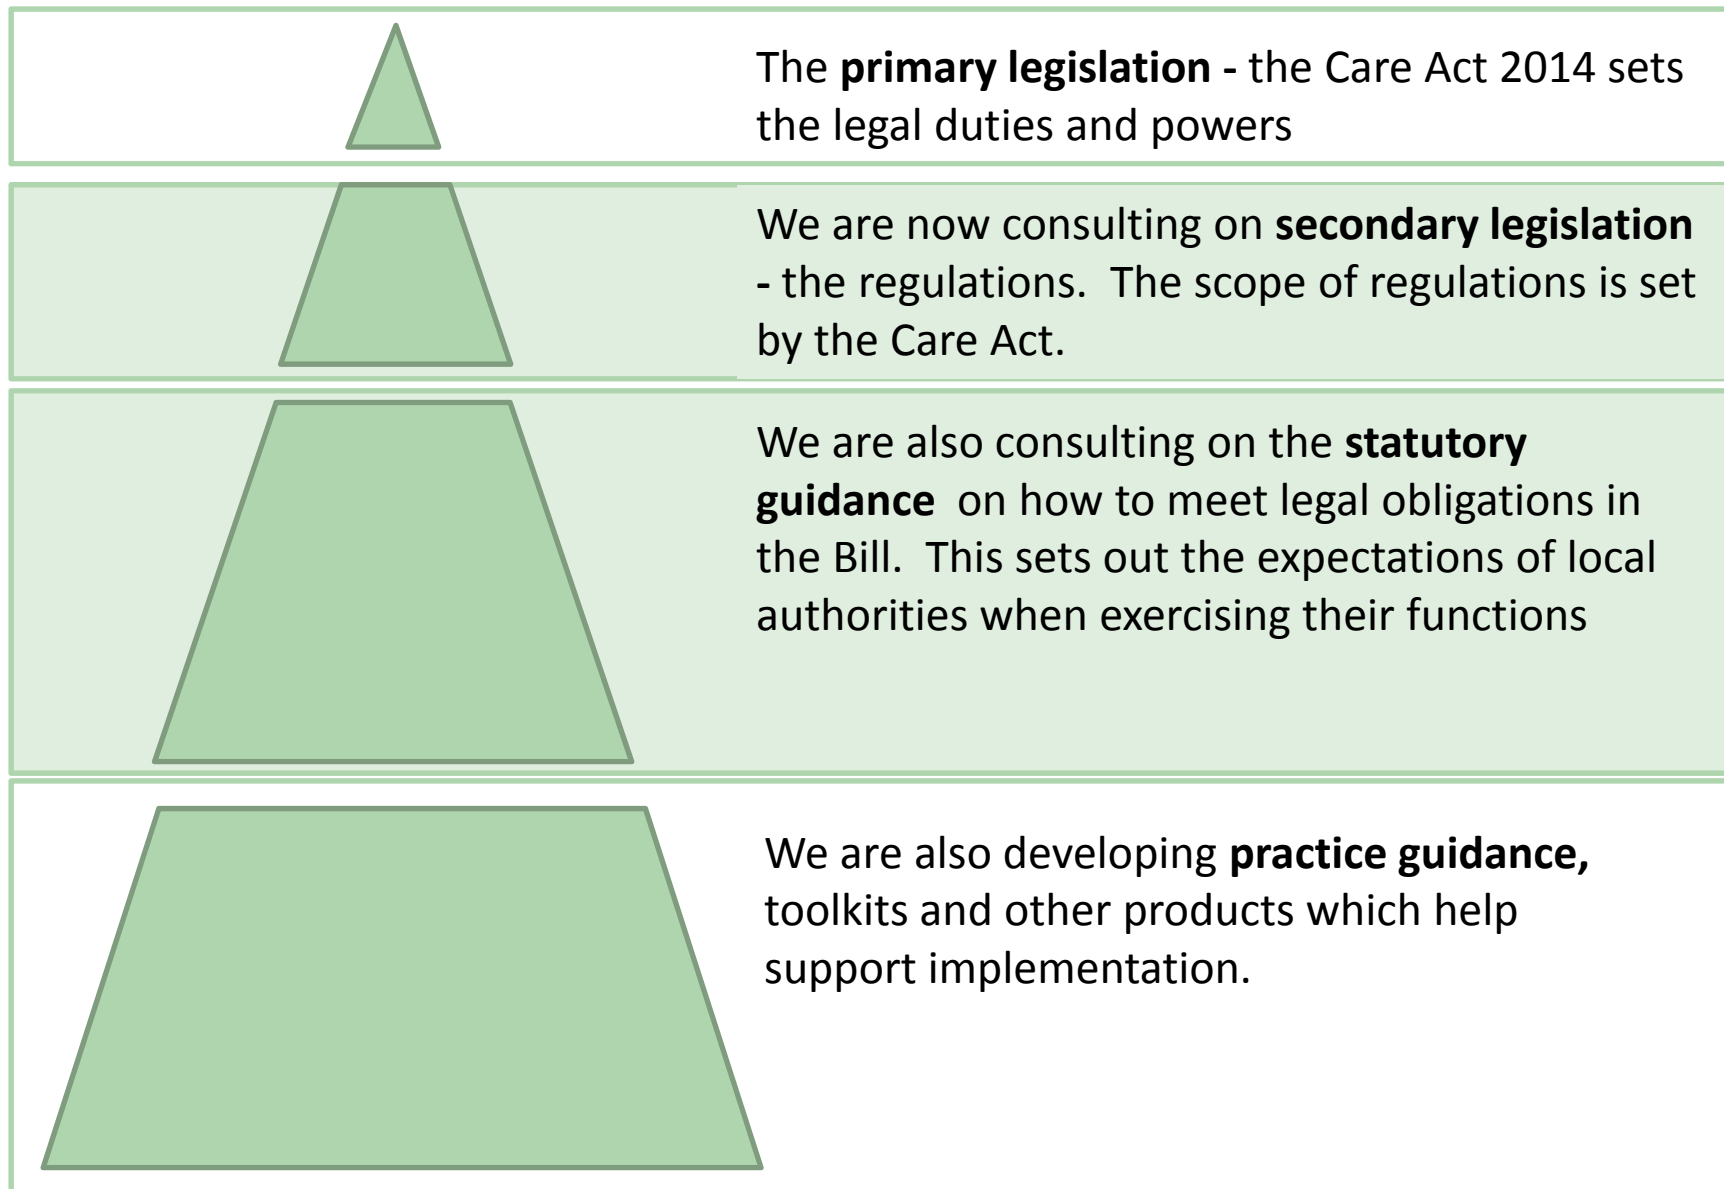 The primary legislation - the Care Act 2014 sets
the legal duties and powers
We are now consulting on secondary legislation
- the regulations.  The scope of regulations is set
by the Care Act.
We are also consulting on the statutory
guidance  on how to meet legal obligations in
the Bill.  This sets out the expectations of local
authorities when exercising their functions
We are also developing practice guidance,
toolkits and other products which help
support implementation.